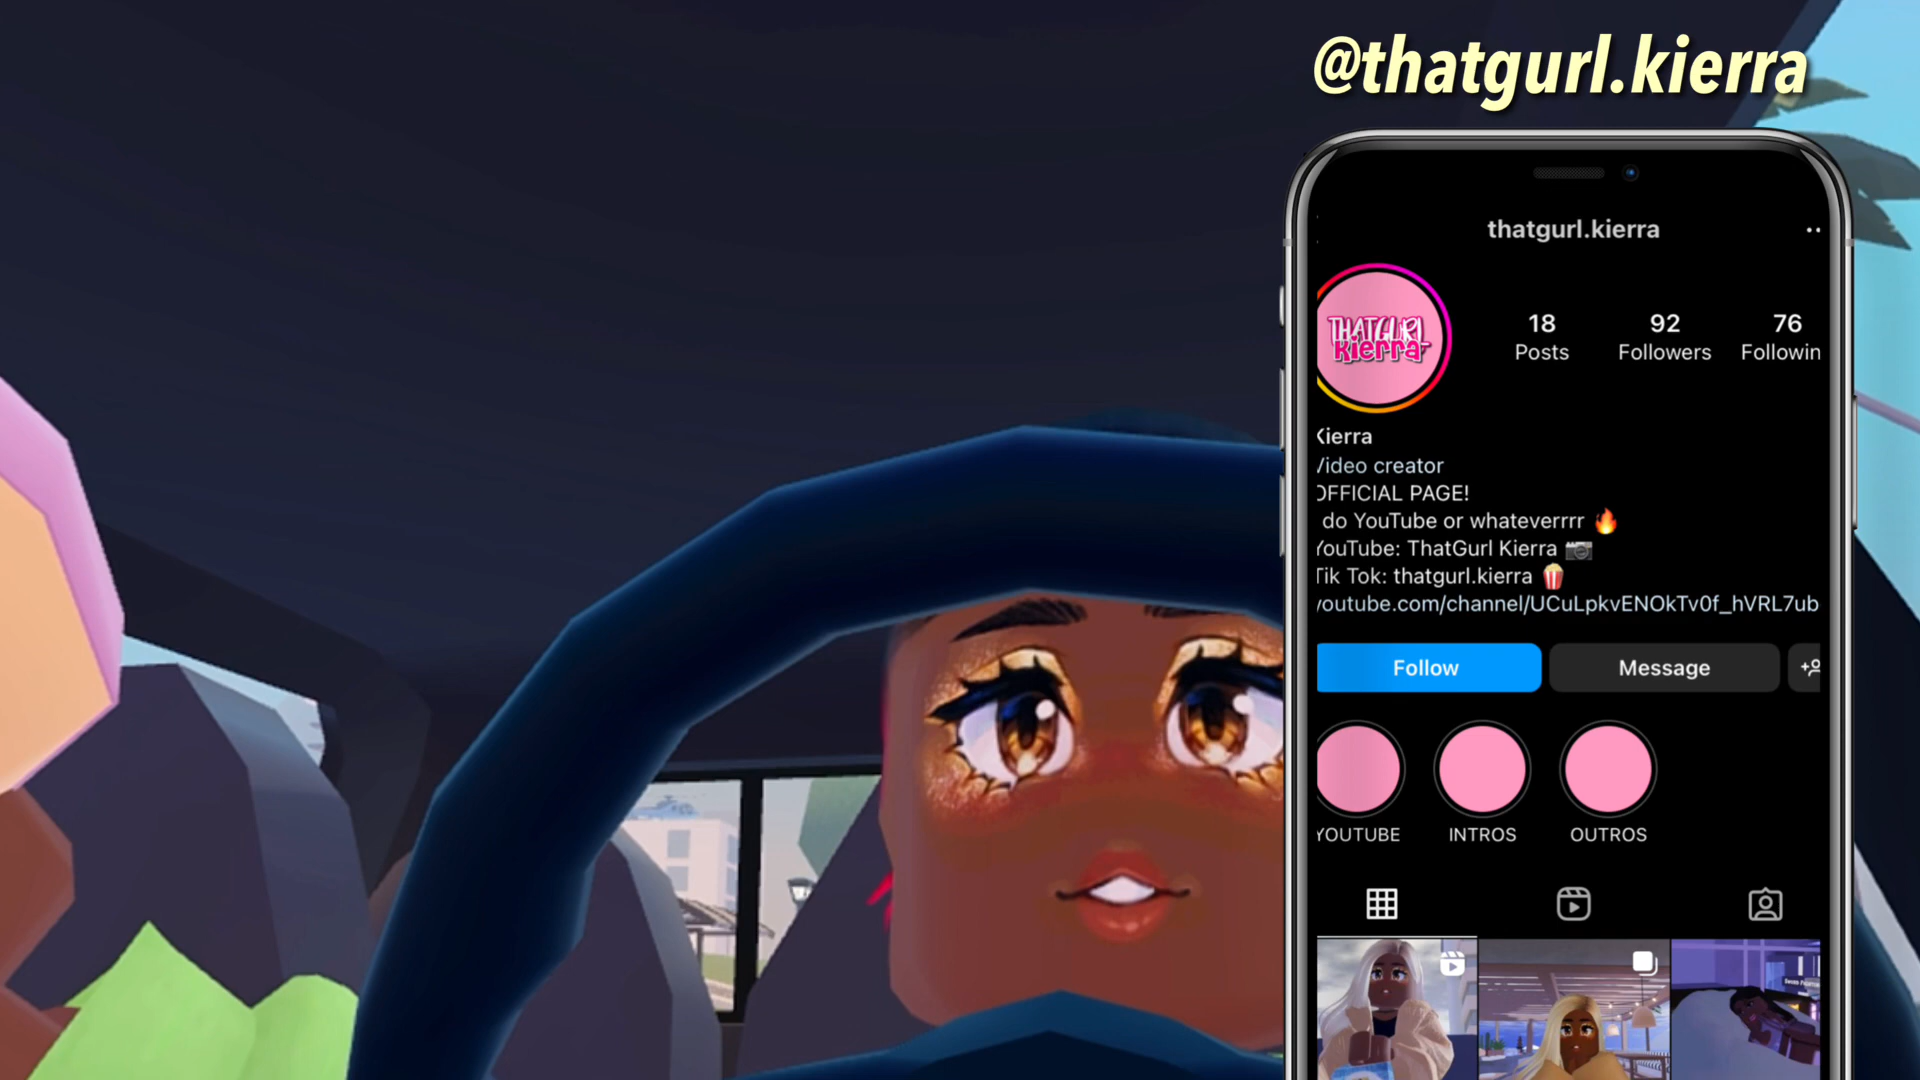 @thatgurl.kierra
thatgurl.kierra
THATGURL
kierra
18 92 76
Posts Followers Followin
Kierra
Video creator
OFFICIAL PAGE!
do YouTube or whateverrrr 🔥
YouTube: ThatGurl Kierra 📷
Tik Tok: thatgurl.kierra 🍿
youtube.com/channel/UCuLpkvENOkTv0f_hVRL7ub
Follow Message
YOUTUBE INTROS OUTROS